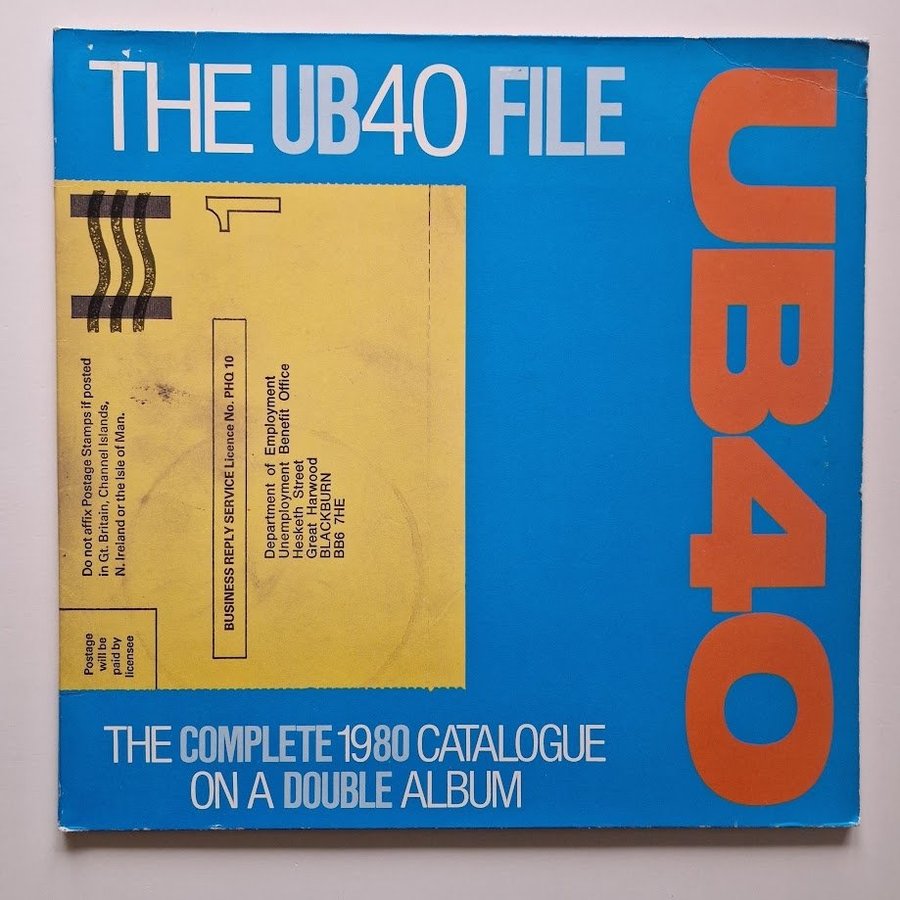 THE UB40 FILE
UB40
1
Do not affix Postage Stamps if posted
in Gt. Britain, Channel Islands,
N. Ireland or the Isle of Man.
BUSINESS REPLY SERVICE Licence No. PHQ 10
Department of Employment
Unemployment Benefit Office
Hesketh Street
Great Harwood
BLACKBURN
BB6 7HE
Postage
will be
paid by
licensee
THE COMPLETE 1980 CATALOGUE
ON A DOUBLE ALBUM